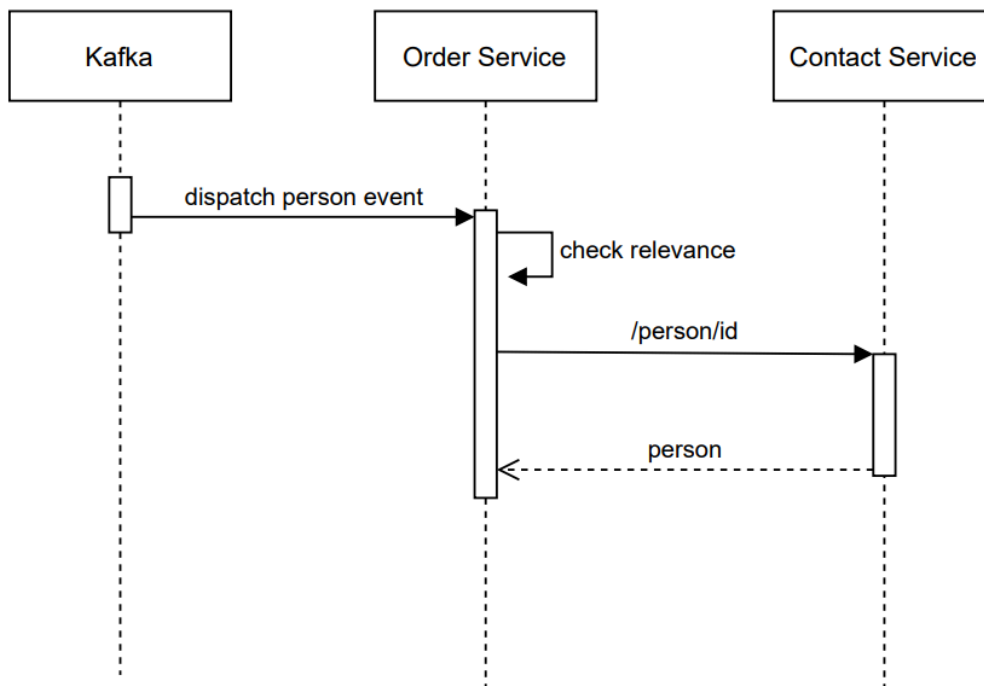 Kafka
Order Service
Contact Service
dispatch person event
check relevance
/person/id
person